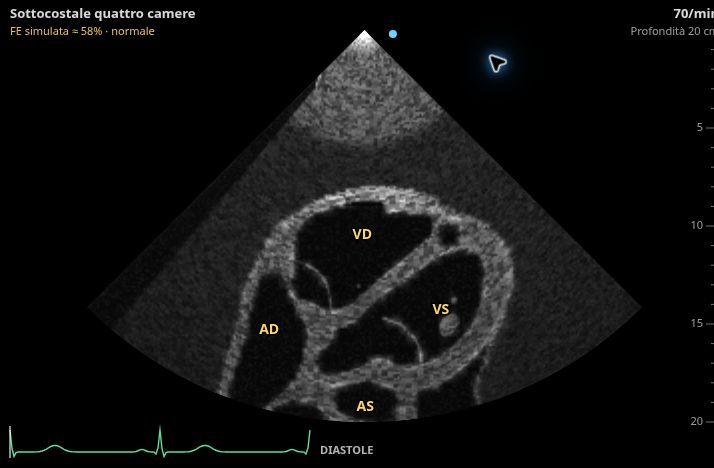 Sottocostale quattro camere
70/min
FE simulata ≈ 58% · normale
Profondità 20 cm
5
10
15
20
VD
VS
AD
AS
DIASTOLE